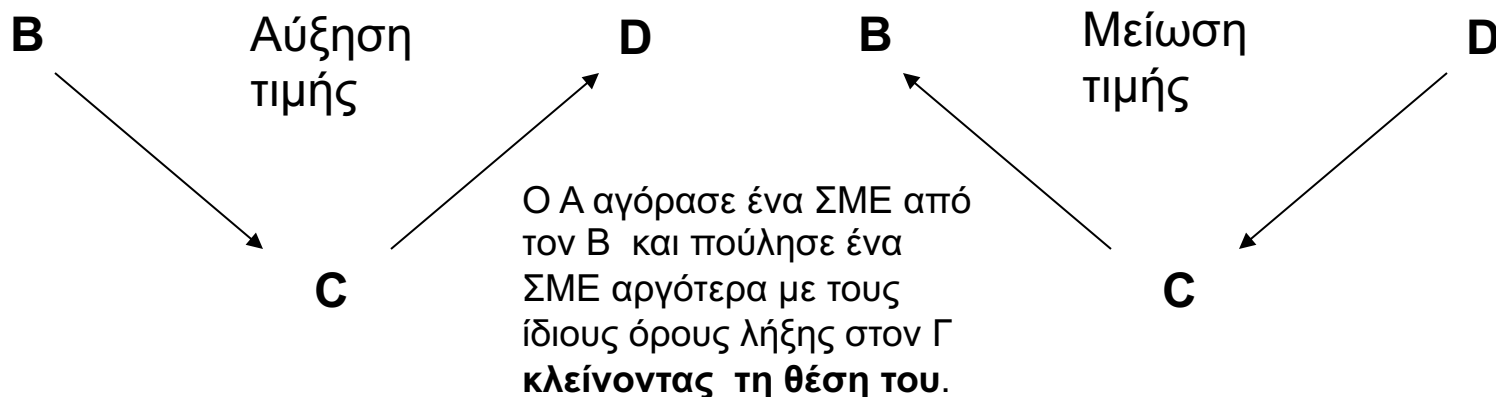 B
Αύξηση
τιμής
D
B
Μείωση
τιμής
D
C
Ο Α αγόρασε ένα ΣΜΕ από
τον Β και πούλησε ένα
ΣΜΕ αργότερα με τους
ίδιους όρους λήξης στον Γ
κλείνοντας τη θέση του.
C